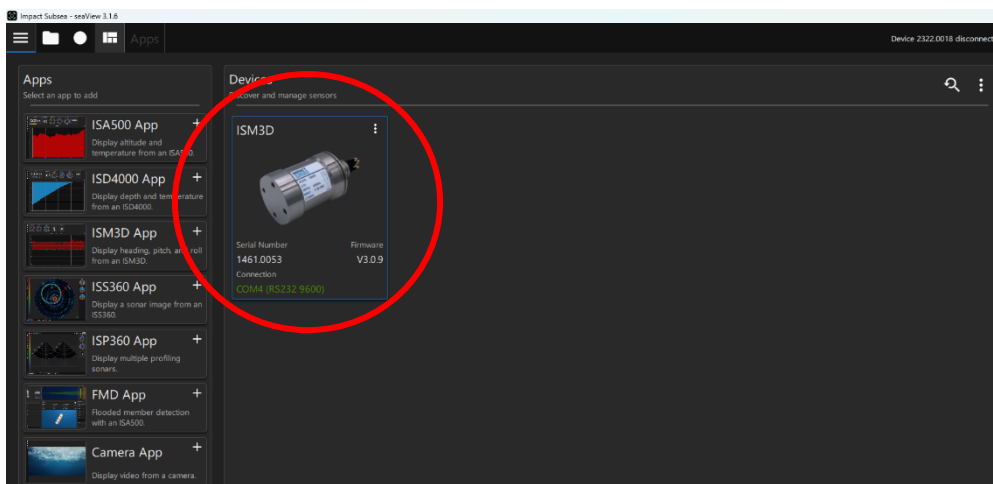 Impact Subsea - seaView 3.1.6
Apps
Device 2322.0018 disconnect
Apps
Select an app to add
ISA500 App
Display altitude and
temperature from an ISA500.
ISD4000 App
Display depth and temperature
from an ISD4000.
ISM3D App
Display heading, pitch, and roll
from an ISM3D.
ISS360 App
Display a sonar image from an
ISS360.
ISP360 App
Display multiple profiling
sonars.
FMD App
Flooded member detection
with an ISA500.
Camera App
Display video from a camera.
Devices
Discover and manage sensors
ISM3D
Serial Number Firmware
1461.0053 V3.0.9
Connection
COM4 (RS232 9600)